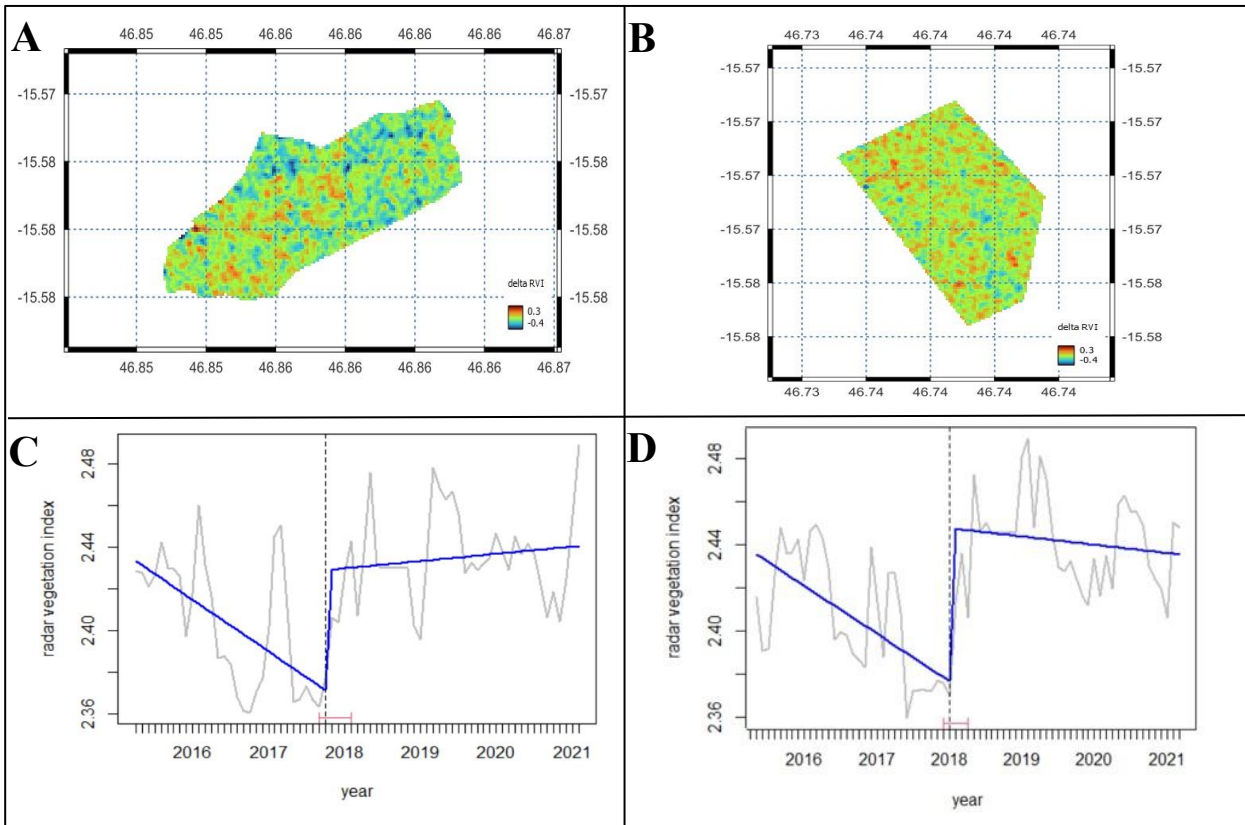 A
46.85 46.85 46.86 46.86 46.86 46.86 46.87
-15.57 -15.57
-15.58 -15.58
-15.58 -15.58
-15.58 -15.58
delta RVI
0.3
-0.4
46.85 46.85 46.86 46.86 46.86 46.86 46.87
B
46.73 46.74 46.74 46.74 46.74
-15.57 -15.57
-15.57 -15.57
-15.57 -15.57
-15.57 -15.57
-15.58 -15.58
-15.58 -15.58
delta RVI
0.3
-0.4
46.73 46.74 46.74 46.74 46.74
C
radar vegetation index
2.48
2.44
2.40
2.36
2016 2017 2018 2019 2020 2021
year
D
radar vegetation index
2.48
2.44
2.40
2.36
2016 2017 2018 2019 2020 2021
year